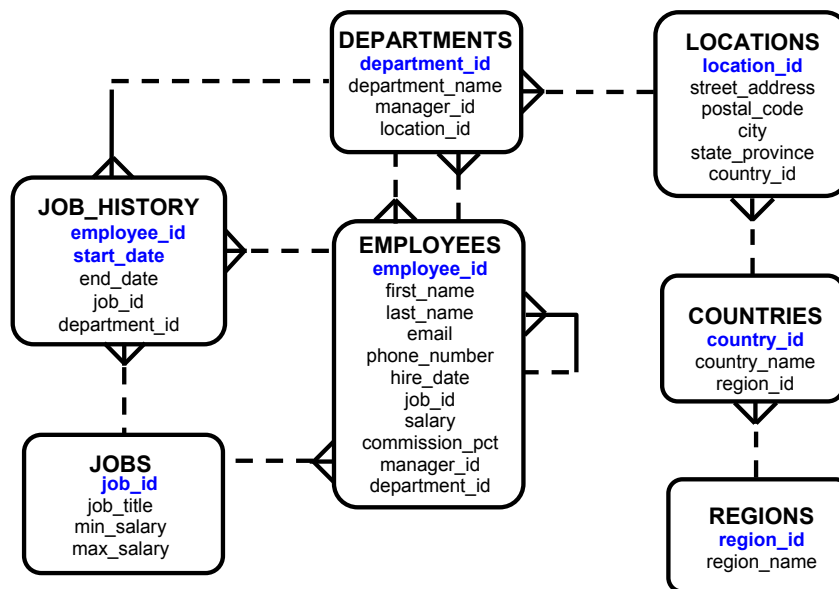 DEPARTMENTS
department_id
department_name
manager_id
location_id
LOCATIONS
location_id
street_address
postal_code
city
state_province
country_id
JOB_HISTORY
employee_id
start_date
end_date
job_id
department_id
EMPLOYEES
employee_id
first_name
last_name
email
phone_number
hire_date
job_id
salary
commission_pct
manager_id
department_id
COUNTRIES
country_id
country_name
region_id
JOBS
job_id
job_title
min_salary
max_salary
REGIONS
region_id
region_name